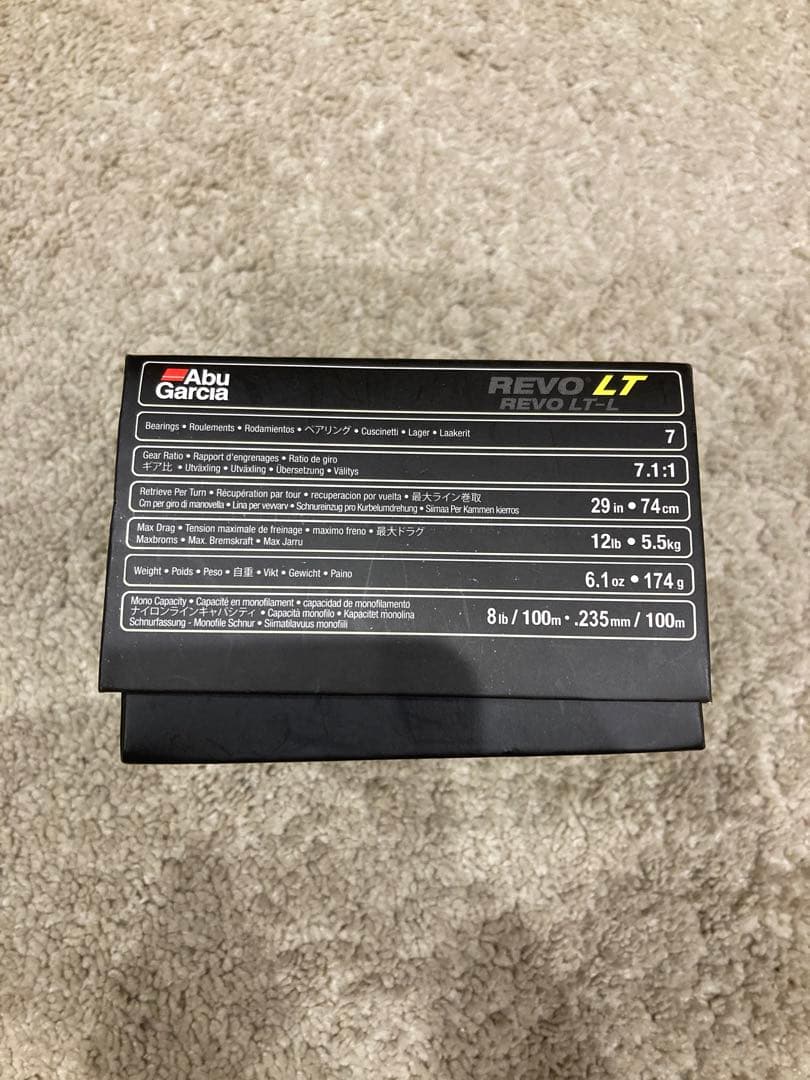 Abu
Garcia
REVO LT
REVO LT-L
Bearings • Roulements • Rodamientos • ベアリング • Cuscinetti • Lager • Laakerit
7
Gear Ratio • Rapport d'engrenages • Ratio de giro
ギア比 • Utväxling • Utväxling • Übersetzung • Välitys
7.1:1
Retrieve Per Turn • Récupération par tour • recuperacion por vuelta • 最大ライン巻取
Cm per giro di manovella • Lina per vevvarv • Schnureinzug pro Kurbelumdrehung • Siimaa Per Kammen kierros
29 in • 74 cm
Max Drag • Tension maximale de freinage • maximo freno • 最大ドラグ
Maxbroms • Max. Bremskraft • Max Jarru
12lb • 5.5kg
Weight • Poids • Peso • 自重 • Vikt • Gewicht • Paino
6.1 oz • 174 g
Mono Capacity • Capacité en monofilament • capacidad de monofilamento
ナイロンラインキャパシティ • Capacità monofilo • Kapacitet monolina
Schnurfassung - Monofile Schnur • Siimatilavuus monofiili
8 lb / 100m • .235mm / 100m